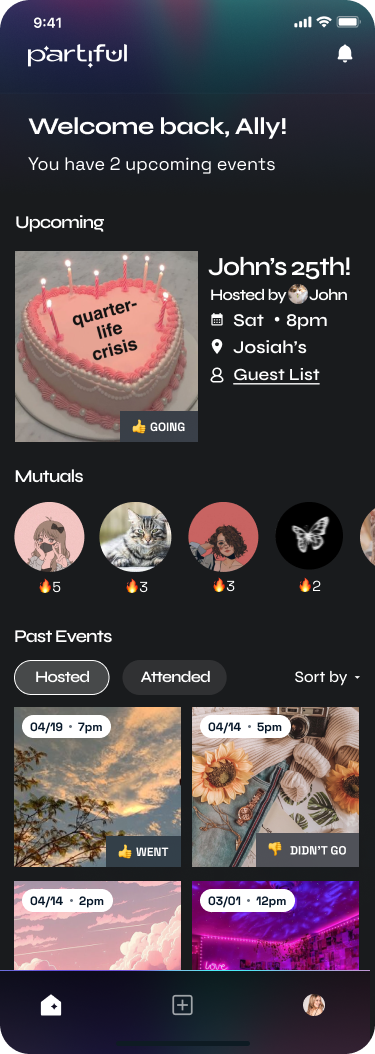 9:41
partiful
Welcome back, Ally!
You have 2 upcoming events
Upcoming
quarter-
life
crisis
👍 GOING
John's 25th!
Hosted by John
Sat • 8pm
Josiah's
Guest List
Mutuals
🔥5
🔥3
🔥3
🔥2
Past Events
Hosted
Attended
Sort by
04/19 • 7pm
👍 WENT
04/14 • 5pm
👎 DIDN'T GO
04/14 • 2pm
03/01 • 12pm
love